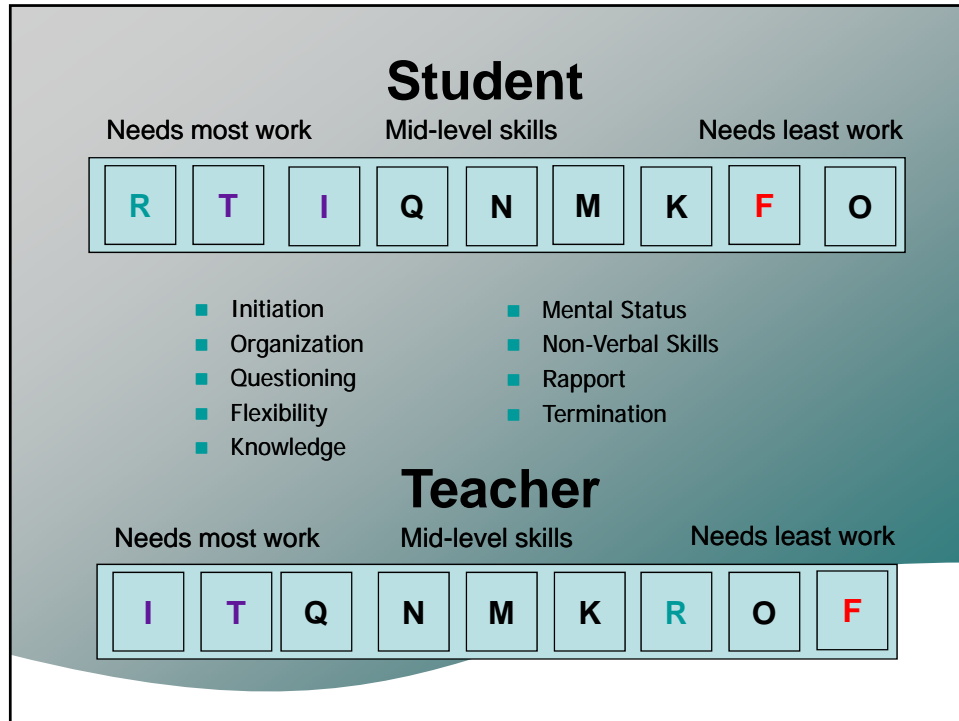 Student
Needs most work Mid-level skills Needs least work
R T I Q N M K F O
Initiation
Organization
Questioning
Flexibility
Knowledge
Mental Status
Non-Verbal Skills
Rapport
Termination
Teacher
Needs most work Mid-level skills Needs least work
I T Q N M K R O F